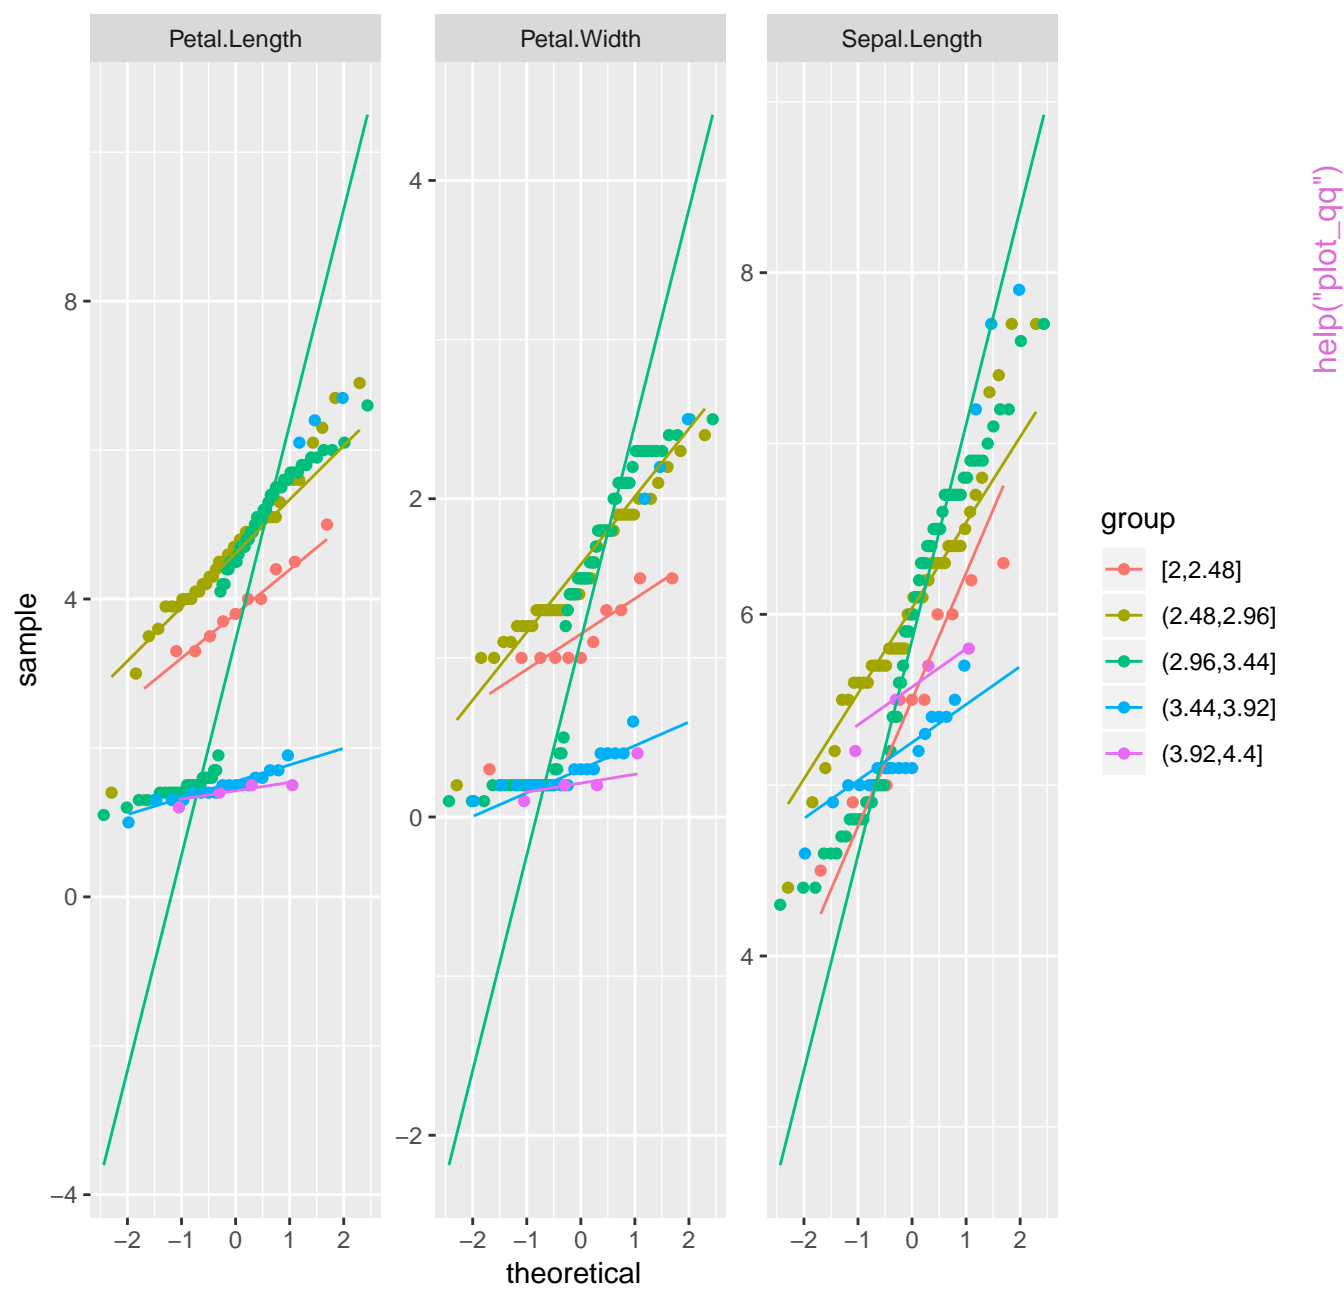 Petal.Length
Petal.Width
Sepal.Length
sample
8
4
0
−4
−2 −1 0 1 2
4
2
0
−2
−2 −1 0 1 2
8
6
4
−2 −1 0 1 2
theoretical
group
[2,2.48]
(2.48,2.96]
(2.96,3.44]
(3.44,3.92]
(3.92,4.4]
help("plot_qq")